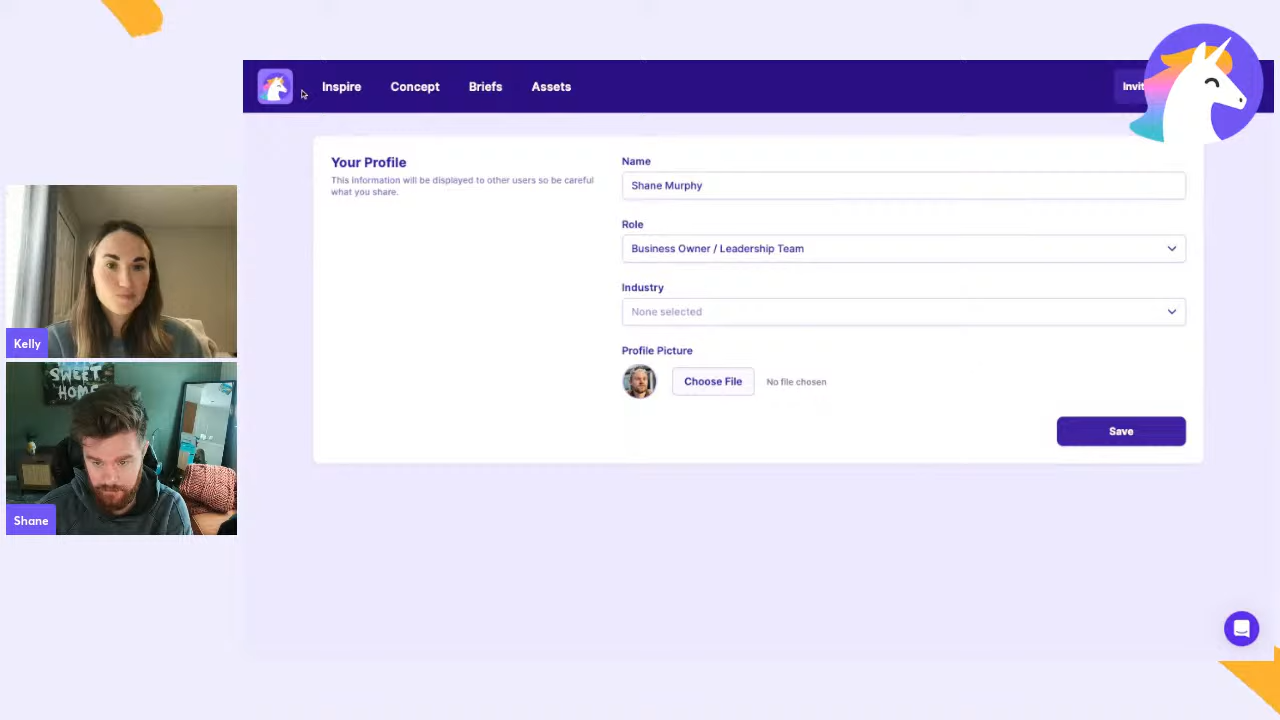 Inspire
Concept
Briefs
Assets
Invit
Your Profile
This information will be displayed to other users so be careful
what you share.
Name
Shane Murphy
Role
Business Owner / Leadership Team
Industry
None selected
Profile Picture
Choose File
No file chosen
Save
Kelly
SWEET
HOME
Shane